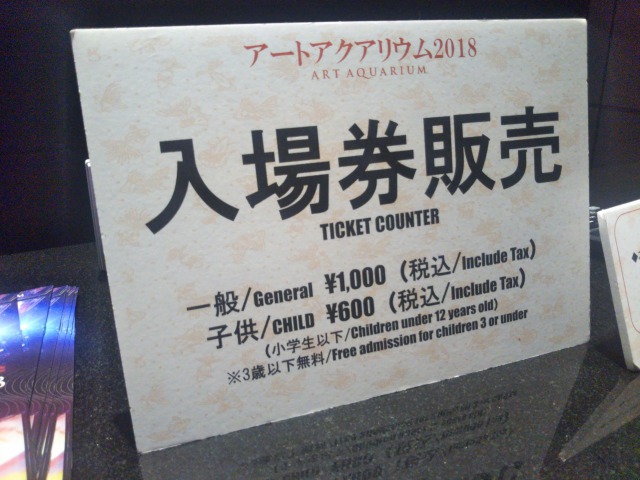 アートアクアリウム2018
ART AQUARIUM
入場券販売
TICKET COUNTER
一般/General ¥1,000 (税込/Include Tax)
子供/CHILD ¥600 (税込/Include Tax)
(小学生以下/Children under 12 years old)
※3歳以下無料/Free admission for children 3 or under